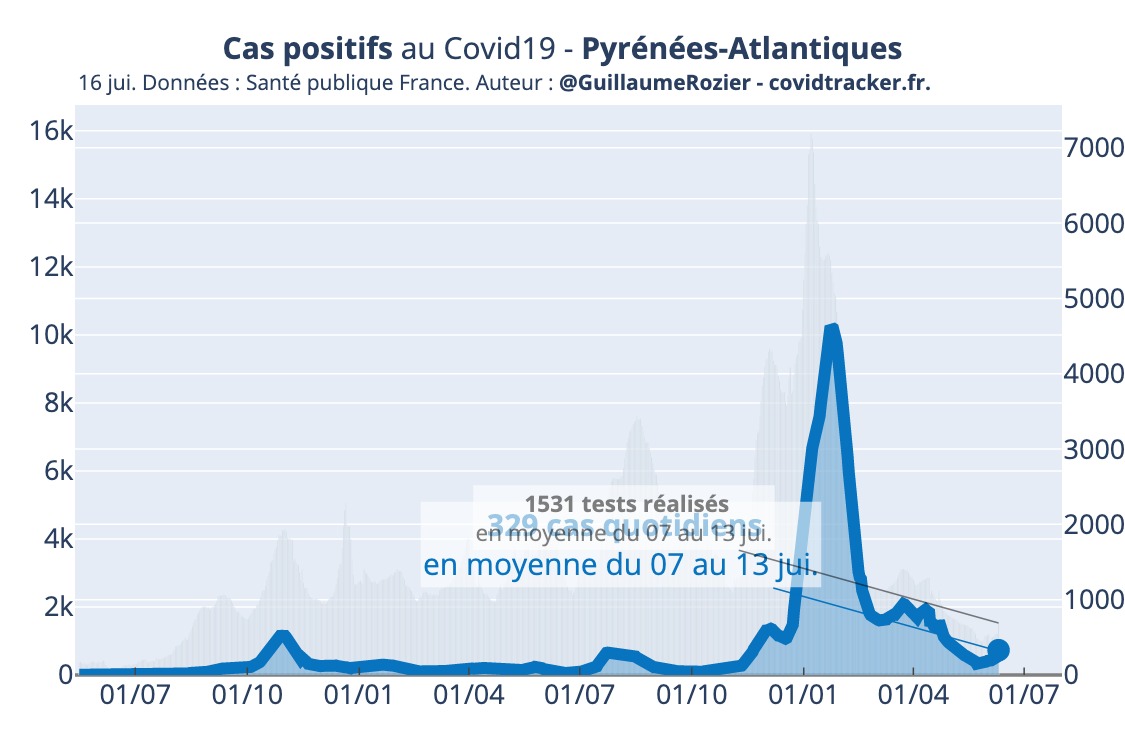 Cas positifs au Covid19 - Pyrénées-Atlantiques
16 jui. Données : Santé publique France. Auteur : @GuillaumeRozier - covidtracker.fr.
16k
14k
12k
10k
8k
6k
4k
2k
0
7000
6000
5000
4000
3000
2000
1000
0
1531 tests réalisés
en moyenne du 07 au 13 jui.
329 cas quotidiens
en moyenne du 07 au 13 jui.
01/07 01/10 01/01 01/04 01/07 01/10 01/01 01/04 01/07